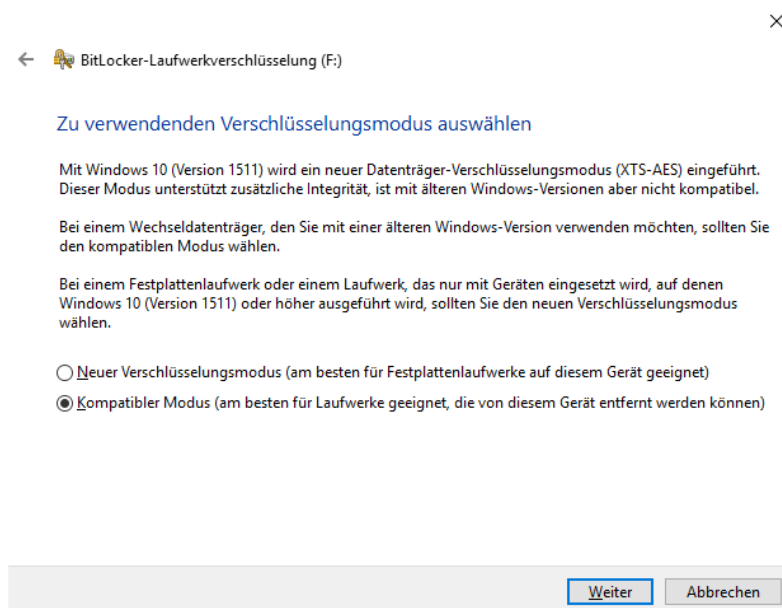 BitLocker-Laufwerkverschlüsselung (F:)
Zu verwendenden Verschlüsselungsmodus auswählen
Mit Windows 10 (Version 1511) wird ein neuer Datenträger-Verschlüsselungsmodus (XTS-AES) eingeführt.
Dieser Modus unterstützt zusätzliche Integrität, ist mit älteren Windows-Versionen aber nicht kompatibel.
Bei einem Wechseldatenträger, den Sie mit einer älteren Windows-Version verwenden möchten, sollten Sie
den kompatiblen Modus wählen.
Bei einem Festplattenlaufwerk oder einem Laufwerk, das nur mit Geräten eingesetzt wird, auf denen
Windows 10 (Version 1511) oder höher ausgeführt wird, sollten Sie den neuen Verschlüsselungsmodus
wählen.
Neuer Verschlüsselungsmodus (am besten für Festplattenlaufwerke auf diesem Gerät geeignet)
Kompatibler Modus (am besten für Laufwerke geeignet, die von diesem Gerät entfernt werden können)
Weiter Abbrechen